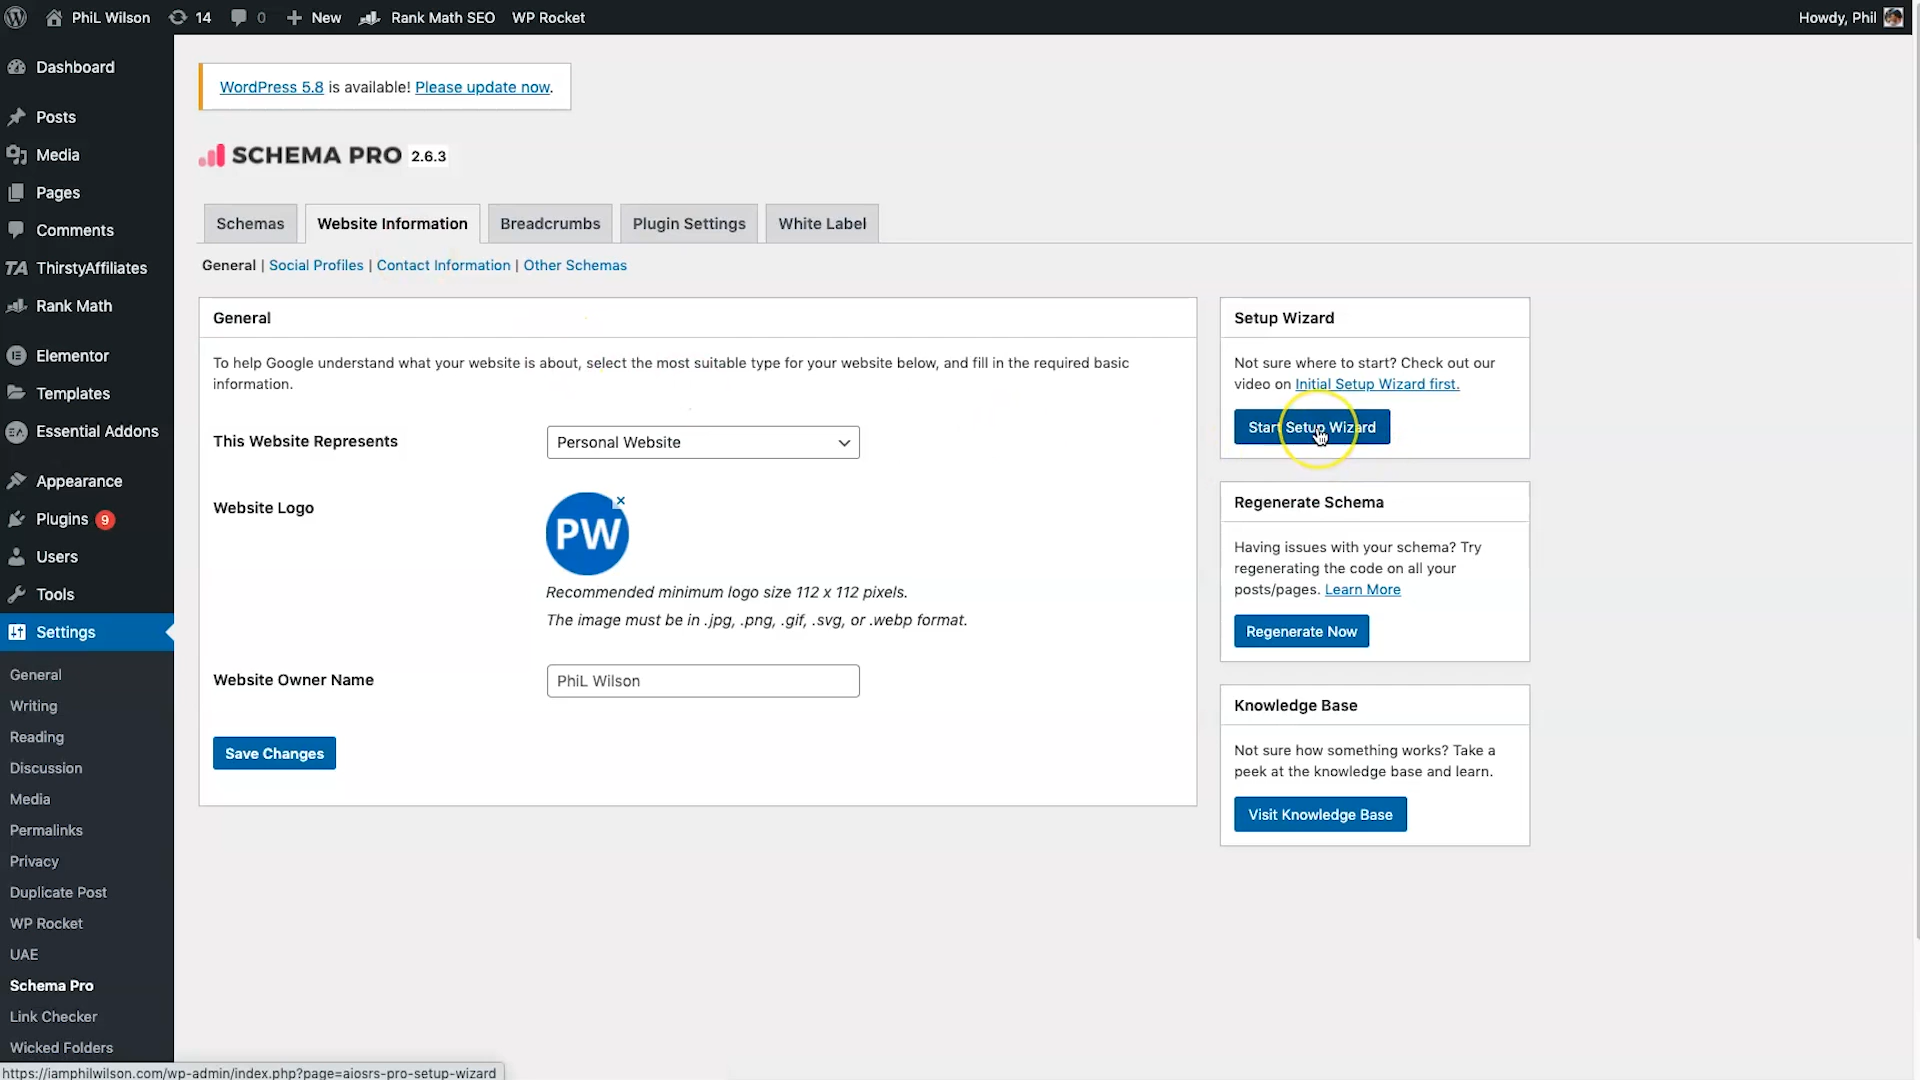 PhiL Wilson 14 0 New Rank Math SEO WP Rocket Howdy, Phil
Dashboard
Posts
Media
Pages
Comments
TA ThirstyAffiliates
Rank Math
Elementor
Templates
Essential Addons
Appearance
Plugins 9
Users
Tools
Settings
General
Writing
Reading
Discussion
Media
Permalinks
Privacy
Duplicate Post
WP Rocket
UAE
Schema Pro
Link Checker
Wicked Folders
WordPress 5.8 is available! Please update now.
SCHEMA PRO 2.6.3
Schemas Website Information Breadcrumbs Plugin Settings White Label
General | Social Profiles | Contact Information | Other Schemas
General
To help Google understand what your website is about, select the most suitable type for your website below, and fill in the required basic
information.
This Website Represents Personal Website
Website Logo
PW
Recommended minimum logo size 112 x 112 pixels.
The image must be in .jpg, .png, .gif, .svg, or .webp format.
Website Owner Name PhiL Wilson
Save Changes
Setup Wizard
Not sure where to start? Check out our
video on Initial Setup Wizard first.
Start Setup Wizard
Regenerate Schema
Having issues with your schema? Try
regenerating the code on all your
posts/pages. Learn More
Regenerate Now
Knowledge Base
Not sure how something works? Take a
peek at the knowledge base and learn.
Visit Knowledge Base
https://iamphilwilson.com/wp-admin/index.php?page=aiosrs-pro-setup-wizard